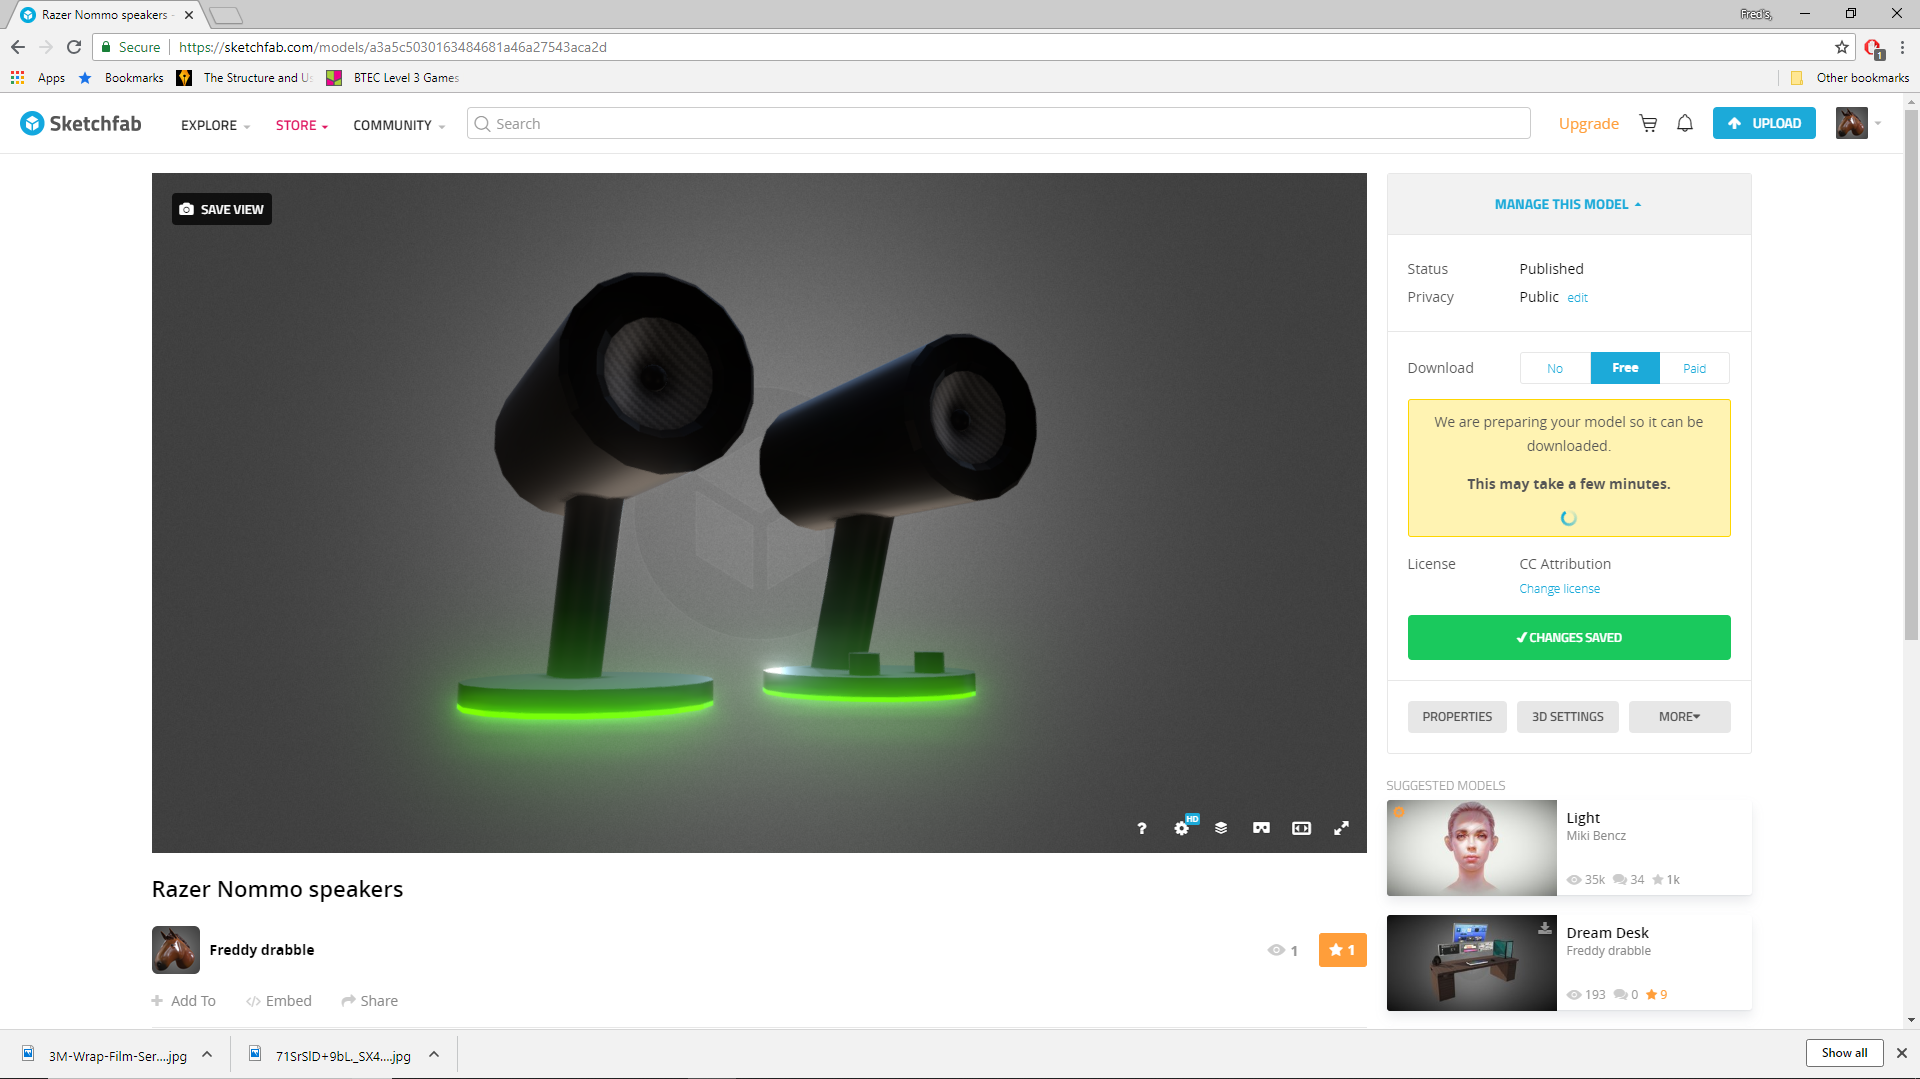 Razer Nommo speakers -
Fred's,
Secure
https://sketchfab.com/models/a3a5c5030163484681a46a27543aca2d
1
Apps
Bookmarks
The Structure and Us
BTEC Level 3 Games
Other bookmarks
Sketchfab
EXPLORE
STORE
COMMUNITY
Search
Upgrade
UPLOAD
SAVE VIEW
MANAGE THIS MODEL
Status Published
Privacy Public edit
Download No Free Paid
We are preparing your model so it can be
downloaded.
This may take a few minutes.
License CC Attribution
Change license
CHANGES SAVED
PROPERTIES 3D SETTINGS MORE
? HD
SUGGESTED MODELS
Light
Miki Bencz
35k 34 1k
Dream Desk
Freddy drabble
193 0 9
Razer Nommo speakers
Freddy drabble
1 1
Add To Embed Share
3M-Wrap-Film-Ser....jpg
71SrSlD+9bL._SX4....jpg
Show all